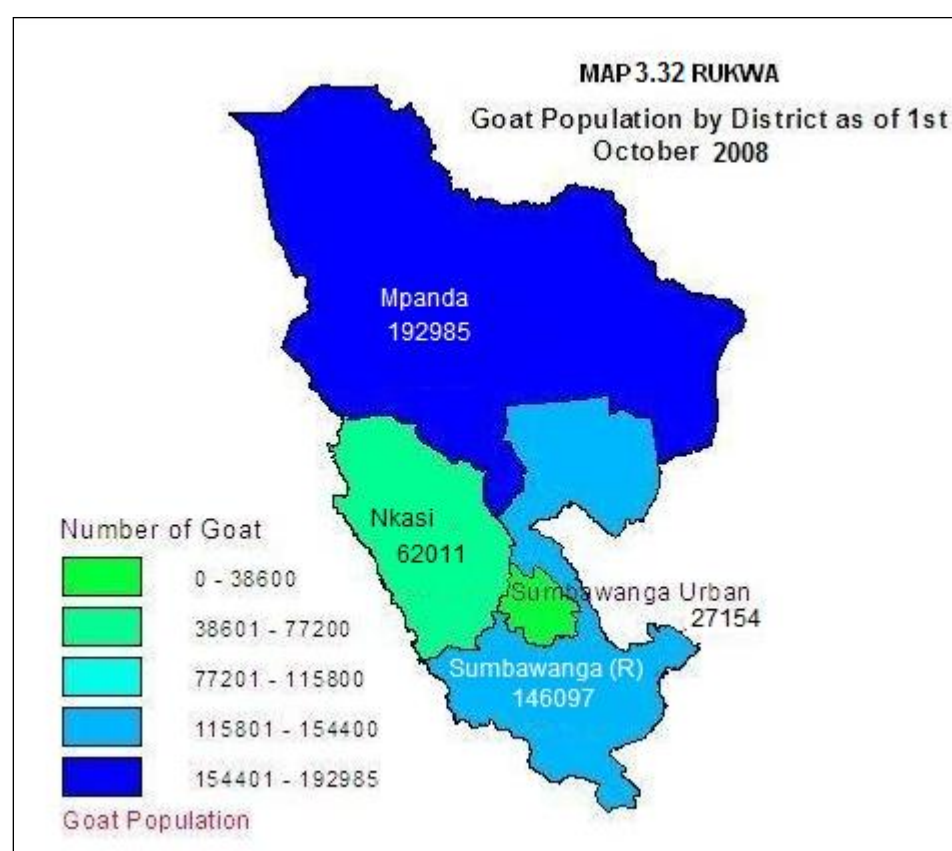 MAP 3.32 RUKWA
Goat Population by District as of 1st
October 2008
Mpanda
192985
Nkasi
62011
Sumbawanga Urban
27154
Sumbawanga (R)
146097
Number of Goat
0 - 38600
38601 - 77200
77201 - 115800
115801 - 154400
154401 - 192985
Goat Population